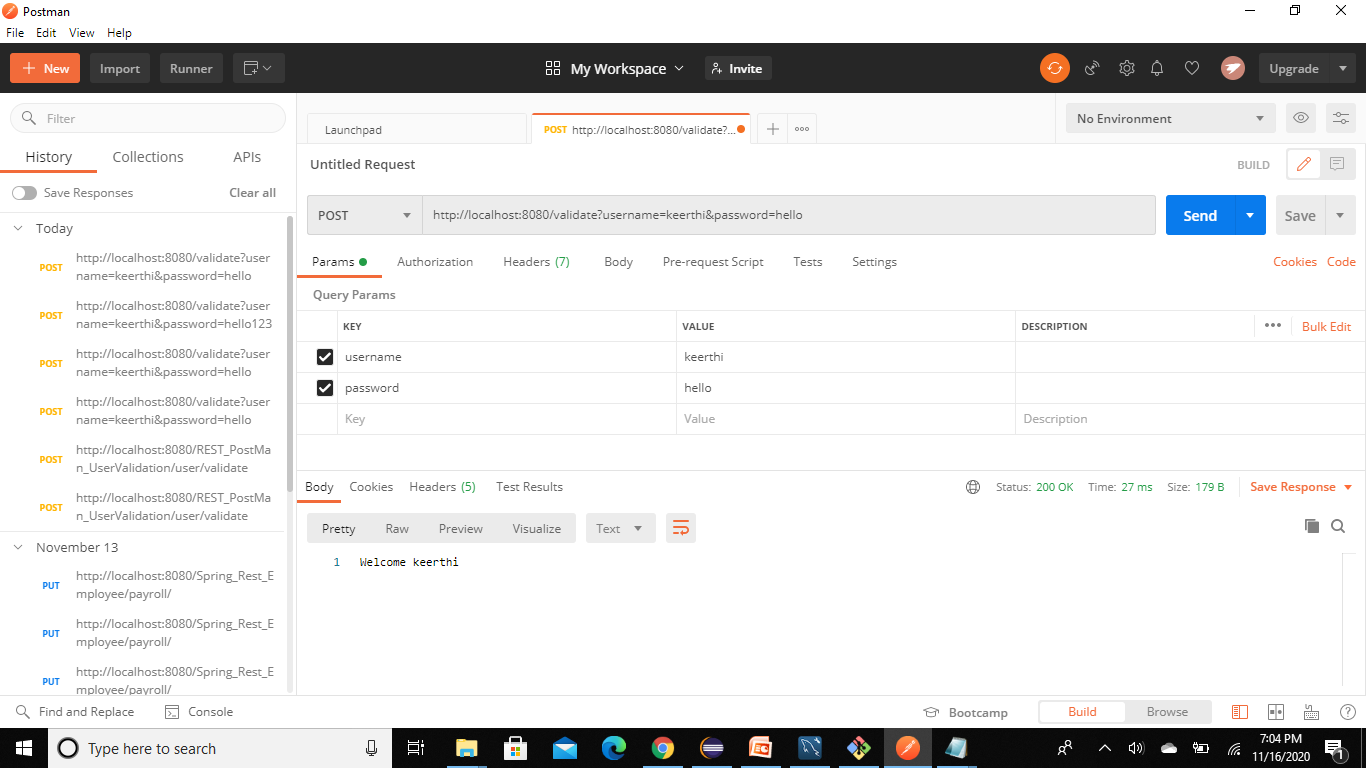 Postman
File Edit View Help
New Import Runner My Workspace Invite Upgrade
Filter
History Collections APIs
Save Responses Clear all
Today
POST http://localhost:8080/validate?user
name=keerthi&password=hello
POST http://localhost:8080/validate?user
name=keerthi&password=hello123
POST http://localhost:8080/validate?user
name=keerthi&password=hello
POST http://localhost:8080/validate?user
name=keerthi&password=hello
POST http://localhost:8080/REST_PostMa
n_UserValidation/user/validate
POST http://localhost:8080/REST_PostMa
n_UserValidation/user/validate
November 13
PUT http://localhost:8080/Spring_Rest_E
mployee/payroll/
PUT http://localhost:8080/Spring_Rest_E
mployee/payroll/
PUT http://localhost:8080/Spring_Rest_E
mployee/payroll/
Launchpad POST http://localhost:8080/validate?... No Environment
Untitled Request BUILD
POST http://localhost:8080/validate?username=keerthi&password=hello Send Save
Params Authorization Headers (7) Body Pre-request Script Tests Settings Cookies Code
Query Params
KEY VALUE DESCRIPTION Bulk Edit
username keerthi
password hello
Key Value Description
Body Cookies Headers (5) Test Results Status: 200 OK Time: 27 ms Size: 179 B Save Response
Pretty Raw Preview Visualize Text
1 Welcome keerthi
Find and Replace Console Bootcamp Build Browse
Type here to search
7:04 PM
11/16/2020
1